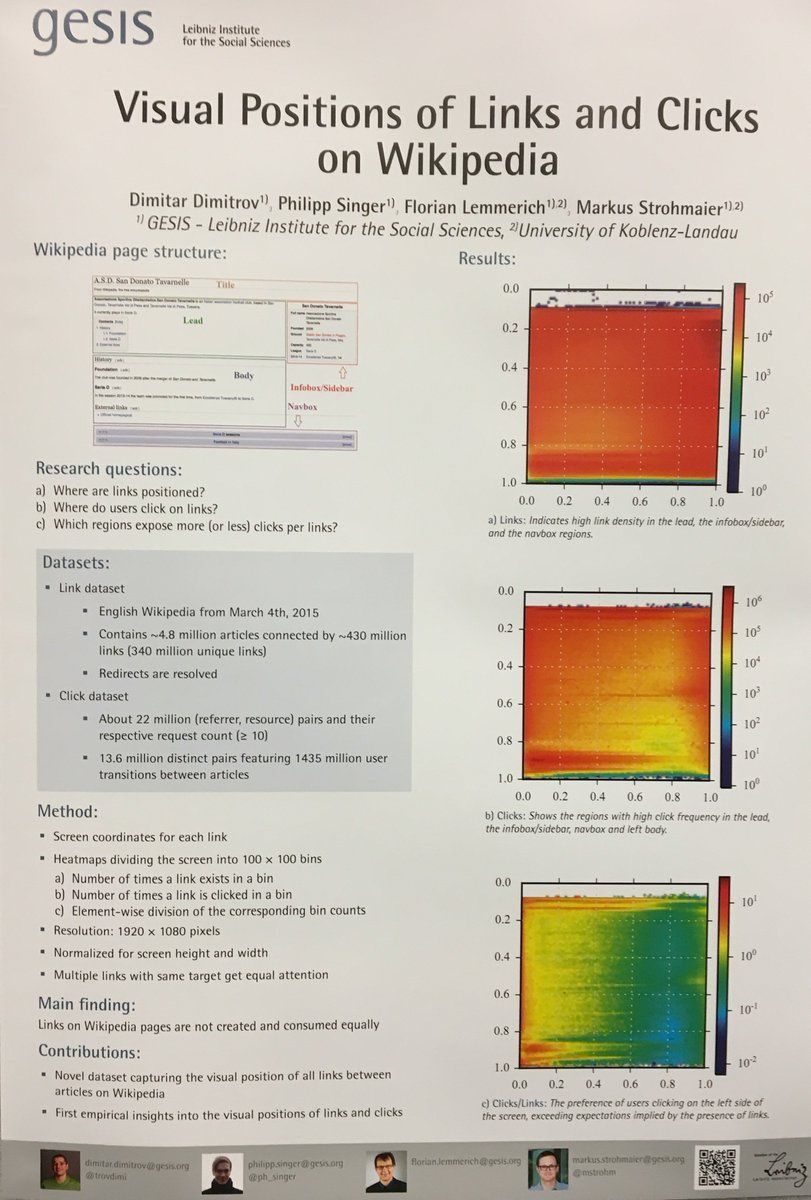 gesis
Leibniz Institute
for the Social Sciences
Visual Positions of Links and Clicks
on Wikipedia
Dimitar Dimitrov1), Philipp Singer1), Florian Lemmerich1),2), Markus Strohmaier1),2)
1) GESIS - Leibniz Institute for the Social Sciences, 2)University of Koblenz-Landau
Wikipedia page structure:
A.S.D. San Donato Tavarnelle
Title
Lead
San Donato Tavarnelle
History
Foundation
Body
Serie D
External links
Infobox/Sidebar
Navbox
Research questions:
a) Where are links positioned?
b) Where do users click on links?
c) Which regions expose more (or less) clicks per links?
Datasets:
▪ Link dataset
▪ English Wikipedia from March 4th, 2015
▪ Contains ~4.8 million articles connected by ~430 million
links (340 million unique links)
▪ Redirects are resolved
▪ Click dataset
▪ About 22 million (referrer, resource) pairs and their
respective request count (≥ 10)
▪ 13.6 million distinct pairs featuring 1435 million user
transitions between articles
Method:
▪ Screen coordinates for each link
▪ Heatmaps dividing the screen into 100 × 100 bins
a) Number of times a link exists in a bin
b) Number of times a link is clicked in a bin
c) Element-wise division of the corresponding bin counts
▪ Resolution: 1920 × 1080 pixels
▪ Normalized for screen height and width
▪ Multiple links with same target get equal attention
Main finding:
Links on Wikipedia pages are not created and consumed equally
Contributions:
▪ Novel dataset capturing the visual position of all links between
articles on Wikipedia
▪ First empirical insights into the visual positions of links and clicks
Results:
0.0
0.2
0.4
0.6
0.8
1.0
0.0 0.2 0.4 0.6 0.8 1.0
10^5
10^4
10^3
10^2
10^1
10^0
a) Links: Indicates high link density in the lead, the infobox/sidebar,
and the navbox regions.
0.0
0.2
0.4
0.6
0.8
1.0
0.0 0.2 0.4 0.6 0.8 1.0
10^6
10^5
10^4
10^3
10^2
10^1
10^0
b) Clicks: Shows the regions with high click frequency in the lead,
the infobox/sidebar, navbox and left body.
0.0
0.2
0.4
0.6
0.8
1.0
0.0 0.2 0.4 0.6 0.8 1.0
10^1
10^0
10^-1
10^-2
c) Clicks/Links: The preference of users clicking on the left side of
the screen, exceeding expectations implied by the presence of links.
dimitar.dimitrov@gesis.org
@trovdimi
philipp.singer@gesis.org
@ph_singer
florian.lemmerich@gesis.org
markus.strohmaier@gesis.org
@mstrohm
Leibniz